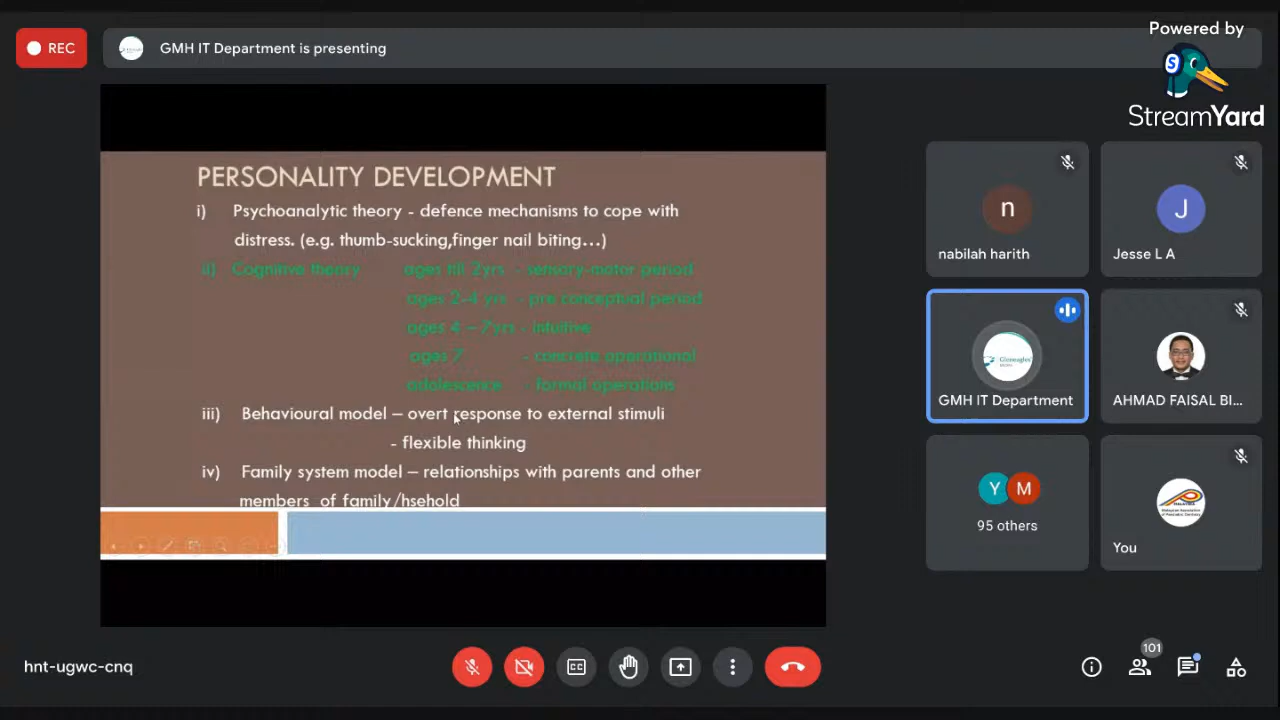 Powered by
REC
GMH IT Department is presenting
StreamYard
PERSONALITY DEVELOPMENT
i) Psychoanalytic theory - defence mechanisms to cope with
distress. (e.g. thumb-sucking,finger nail biting...)
ii) Cognitive theory ages till 2yrs - sensory-motor period
ages 2-4 yrs - pre conceptual period
ages 4 – 7yrs - intuitive
ages 7 - concrete operational
adolescence - formal operations
iii) Behavioural model – overt response to external stimuli
- flexible thinking
iv) Family system model – relationships with parents and other
members of family/hsehold
n
nabilah harith
J
Jesse L A
Gleneagles
GMH IT Department
AHMAD FAISAL BI...
Y M
95 others
You
hnt-ugwc-cnq
CC
101